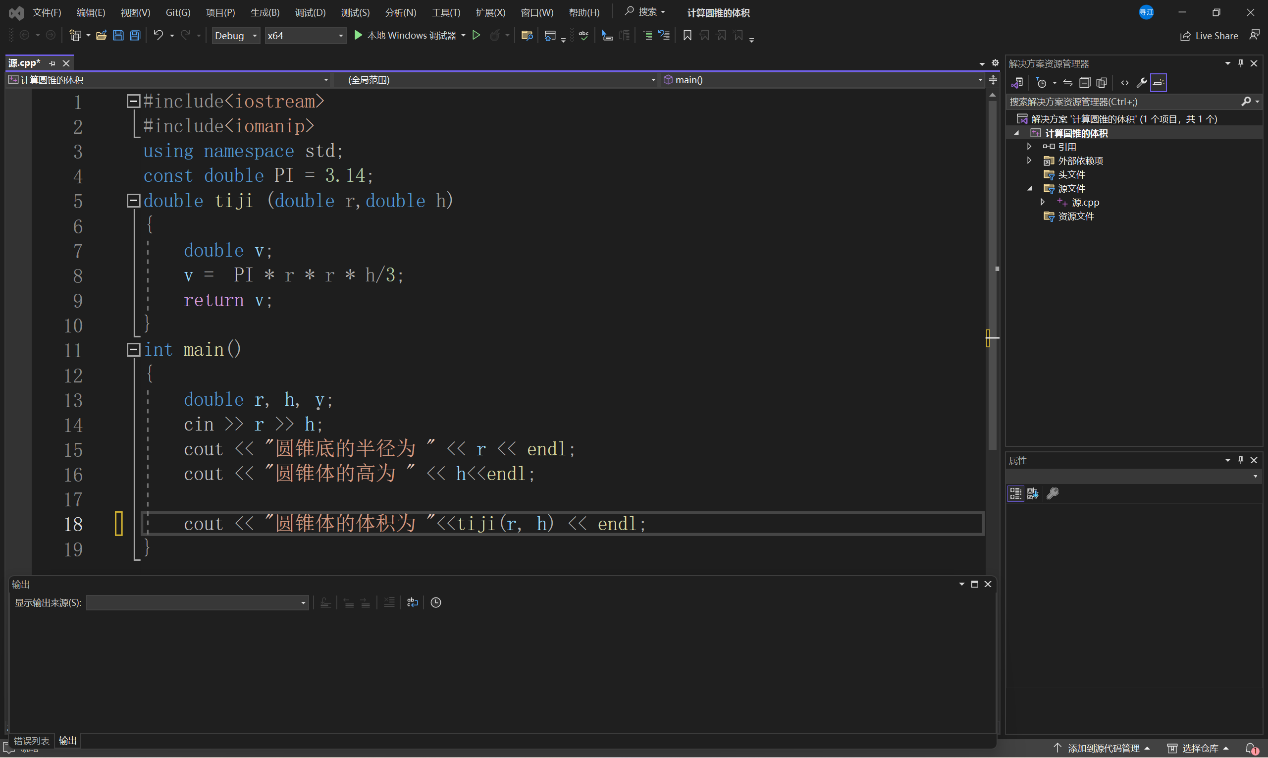 文件(F) 编辑(E) 视图(V) Git(G) 项目(P) 生成(B) 调试(D) 测试(S) 分析(N) 工具(T) 扩展(X) 窗口(W) 帮助(H) 搜索 计算圆惟的体积
Debug x64 本地 Windows 调试器 Live Share
源.cpp*
计算圆惟的体积 (全局范围) main()
1 #include<iostream>
2 #include<iomanip>
3 using namespace std;
4 const double PI = 3.14;
5 double tiji (double r,double h)
6 {
7 double v;
8 v = PI * r * r * h/3;
9 return v;
10 }
11 int main()
12 {
13 double r, h, y;
14 cin >> r >> h;
15 cout << "圆锥底的半径为 " << r << endl;
16 cout << "圆锥体的高为 " << h<<endl;
17
18 cout << "圆锥体的体积为 "<<tiji(r, h) << endl;
19 }
输出
显示输出来源(S):
错误列表 输出
解决方案资源管理器
搜索解决方案资源管理器(Ctrl+;)
解决方案 '计算圆惟的体积' (1 个项目，共 1 个)
计算圆惟的体积
引用
外部依赖项
头文件
源文件
源.cpp
资源文件
属性
添加到源代码管理 选择仓库 1